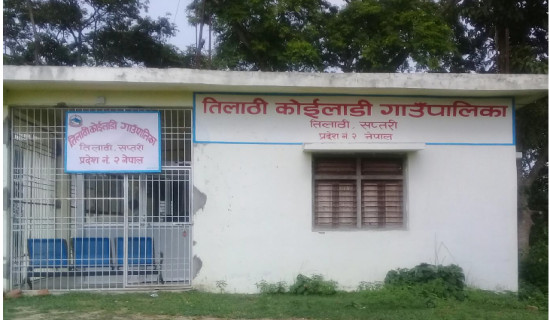 तिलाठीकोईलाडी गाउँपालिका
तिलाठी, सप्तरी
प्रदेश नं. २ नेपाल
तिलाठी कोईलाडी गाउँपालिका
तिलाठी, सप्तरी
प्रदेश नं. २ नेपाल